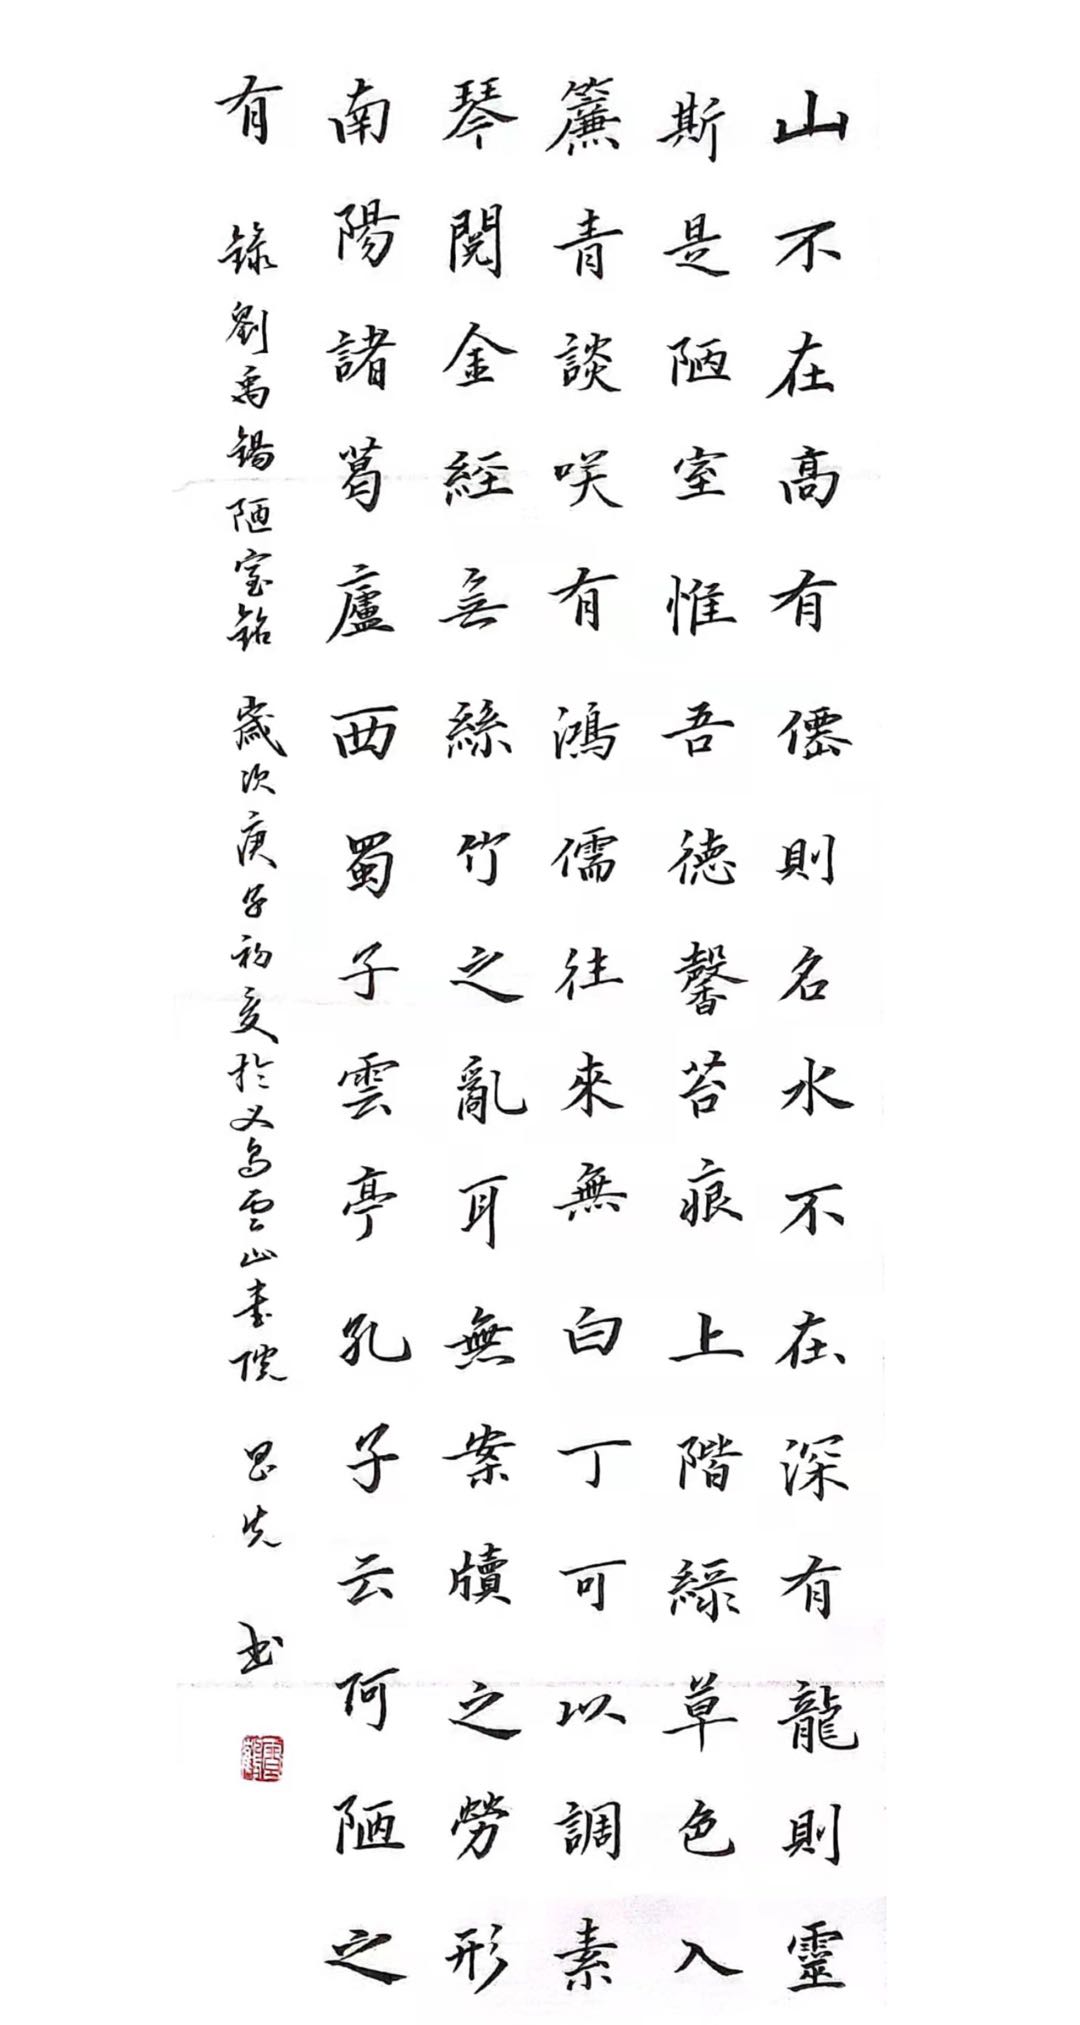 山不在高有僊則名水不在深有龍則靈
斯是陋室惟吾德馨苔痕上階綠草色入
簾青談咲有鴻儒往來無白丁可以調素
琴閱金經無絲竹之亂耳無案牘之勞形
南陽諸葛廬西蜀子雲亭孔子云何陋之
有 錄劉禹錫陋室銘 歲次庚子初夏於义烏雲山書院 思先 书